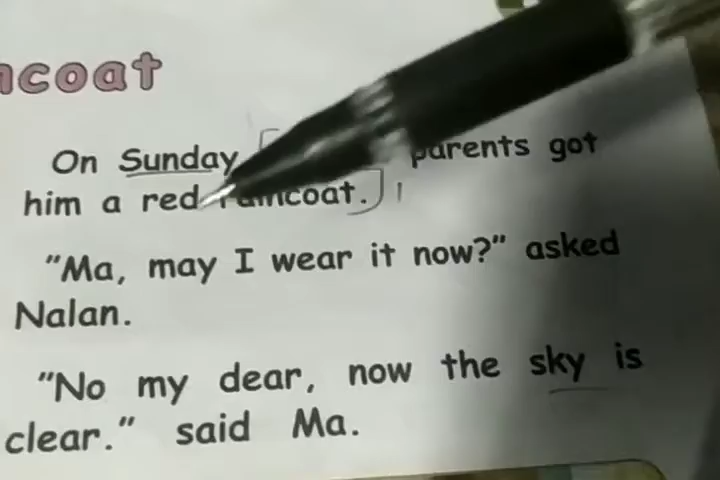 coat
On Sunday parents got
him a red raincoat.
"Ma, may I wear it now?" asked
Nalan.
"No my dear, now the sky is
clear." said Ma.